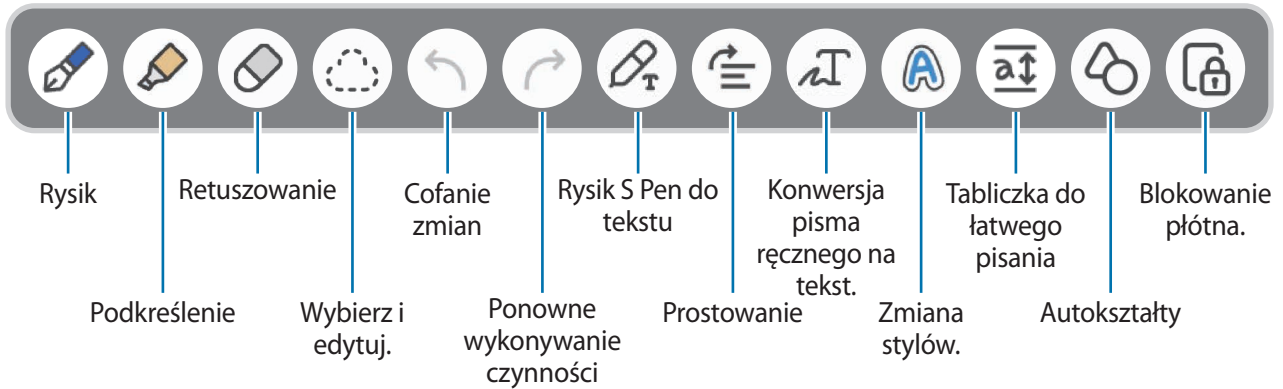 Rysik
Retuszowanie
Cofanie
zmian
Rysik S Pen do
tekstu
Konwersja
pisma
ręcznego na
tekst.
Tabliczka do
łatwego
pisania
Blokowanie
płótna.
Podkreślenie
Wybierz i
edytuj.
Ponowne
wykonywanie
czynności
Prostowanie
Zmiana
stylów.
Autokształty